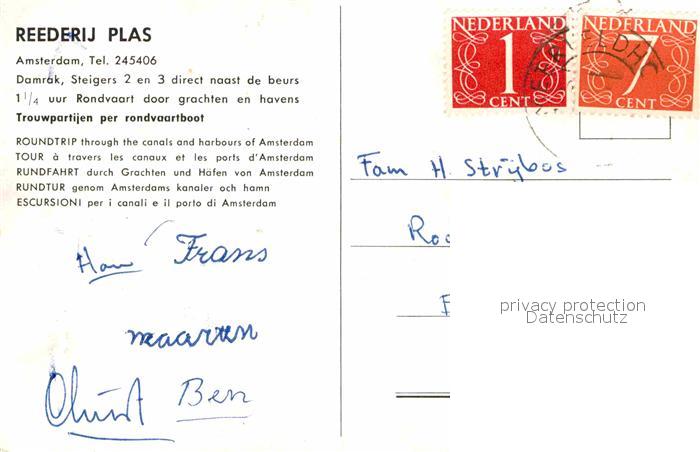 REEDERIJ PLAS
Amsterdam, Tel. 245406
Damrak, Steigers 2 en 3 direct naast de beurs
1 1/4 uur Rondvaart door grachten en havens
Trouwpartijen per rondvaartboot
ROUNDTRIP through the canals and harbours of Amsterdam
TOUR à travers les canaux et les ports d'Amsterdam
RUNDFAHRT durch Grachten und Häfen von Amsterdam
RUNDTUR genom Amsterdams kanaler och hamn
ESCURSIONI per i canali e il porto di Amsterdam
Frans
maarten
Ben
NEDERLAND
1
CENT
NEDERLAND
7
CENT
Fam H. Strijbos
privacy protection
Datenschutz